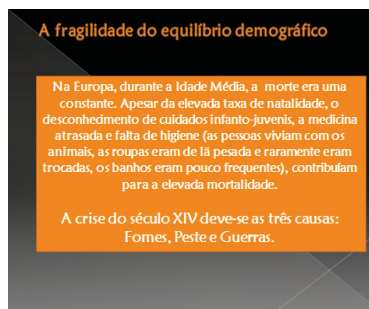 A fragilidade do equilíbrio demográfico
Na Europa, durante a Idade Média, a morte era uma
constante. Apesar da elevada taxa de natalidade, o
desconhecimento de cuidados infanto-juvenis, a medicina
atrasada e falta de higiene (as pessoas viviam com os
animais, as roupas eram de lã pesada e raramente eram
trocadas, os banhos eram pouco frequentes), contribuíam
para a elevada mortalidade.
A crise do século XIV deve-se as três causas:
Fomes, Peste e Guerras.